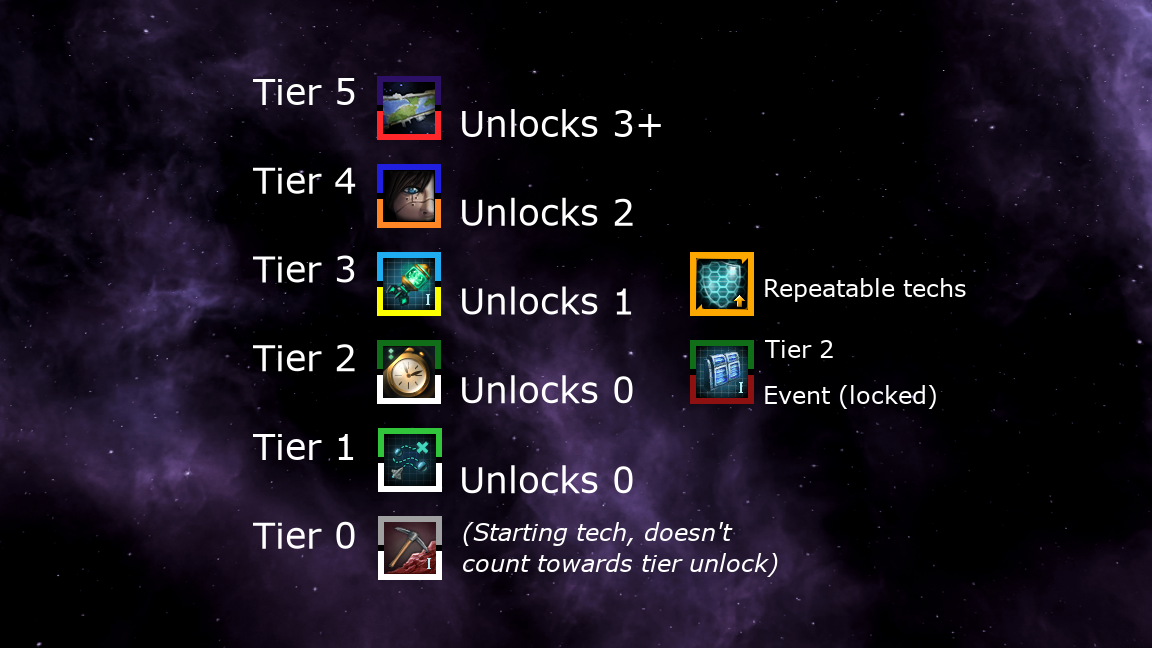 Tier 5
Unlocks 3+
Tier 4
Unlocks 2
Tier 3
I
Unlocks 1
Repeatable techs
Tier 2
Unlocks 0
I
Tier 2
Event (locked)
Tier 1
Unlocks 0
Tier 0
I
(Starting tech, doesn't
count towards tier unlock)